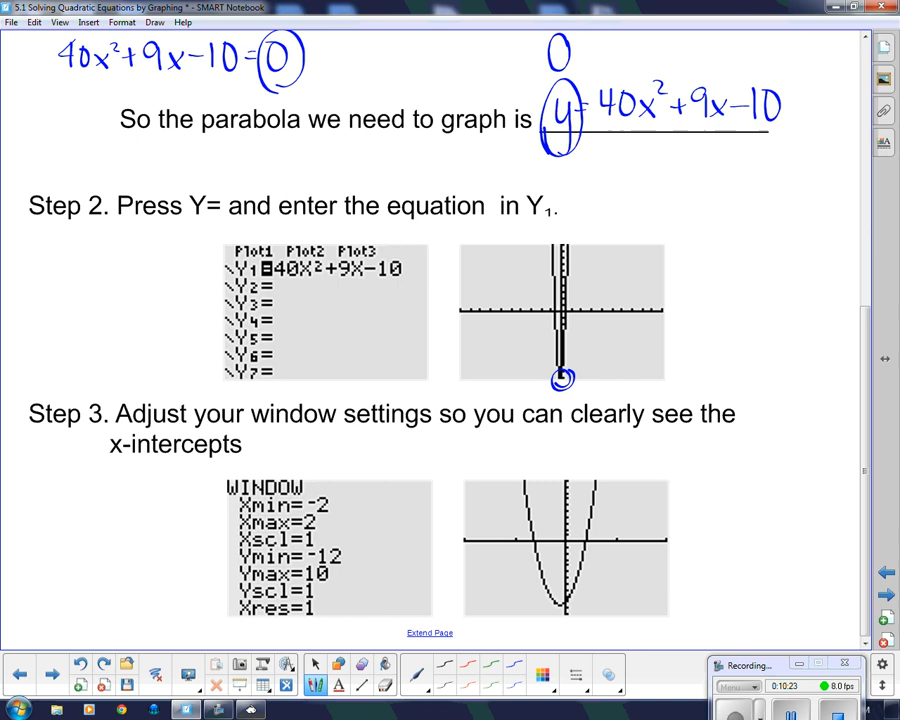 5.1 Solving Quadratic Equations by Graphing * - SMART Notebook
File Edit View Insert Format Draw Help
40x²+9x-10=0
0
So the parabola we need to graph is y=40x²+9x-10
Step 2. Press Y= and enter the equation in Y₁.
Plot1 Plot2 Plot3
\Y₁=40X²+9X-10
\Y₂=
\Y₃=
\Y₄=
\Y₅=
\Y₆=
\Y₇=
Step 3. Adjust your window settings so you can clearly see the
x-intercepts
WINDOW
Xmin=-2
Xmax=2
Xscl=1
Ymin=-12
Ymax=10
Yscl=1
Xres=1
Extend Page
Recording...
Menu
0:10:23
8.0 fps